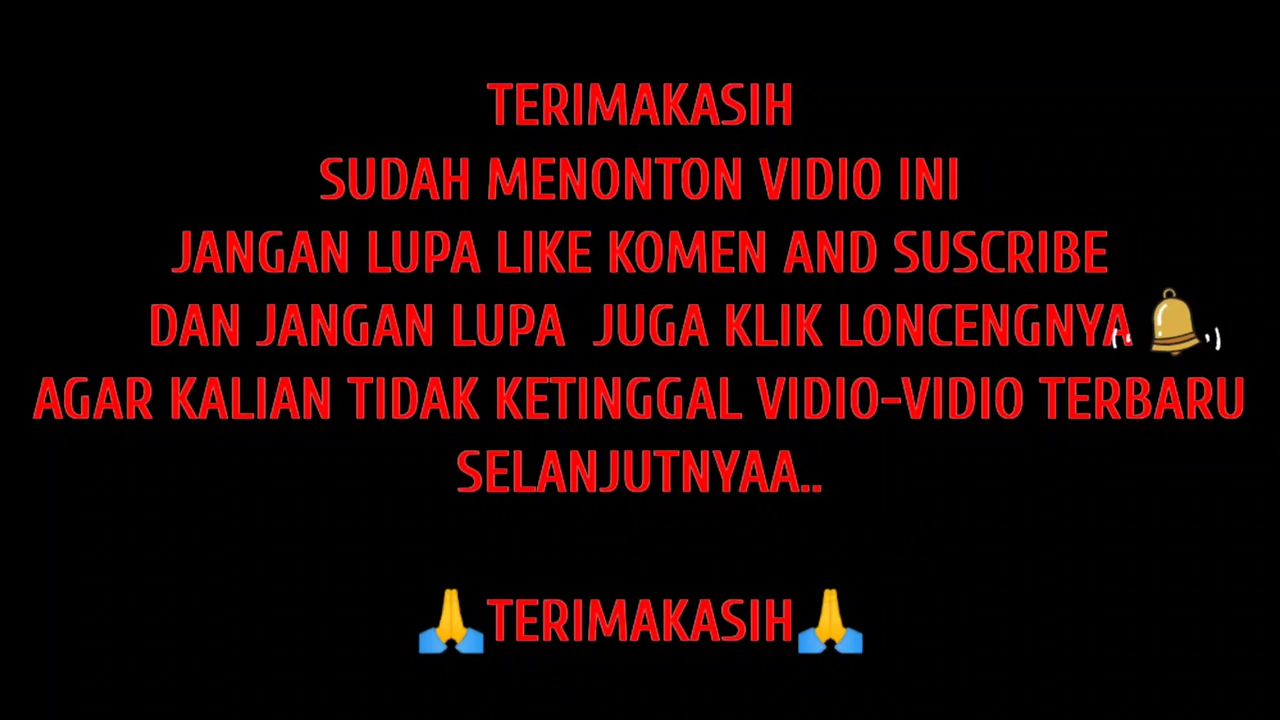 TERIMAKASIH
SUDAH MENONTON VIDIO INI
JANGAN LUPA LIKE KOMEN AND SUSCRIBE
DAN JANGAN LUPA JUGA KLIK LONCENGNYA 🔔
AGAR KALIAN TIDAK KETINGGAL VIDIO-VIDIO TERBARU
SELANJUTNYAA..
🙏TERIMAKASIH🙏